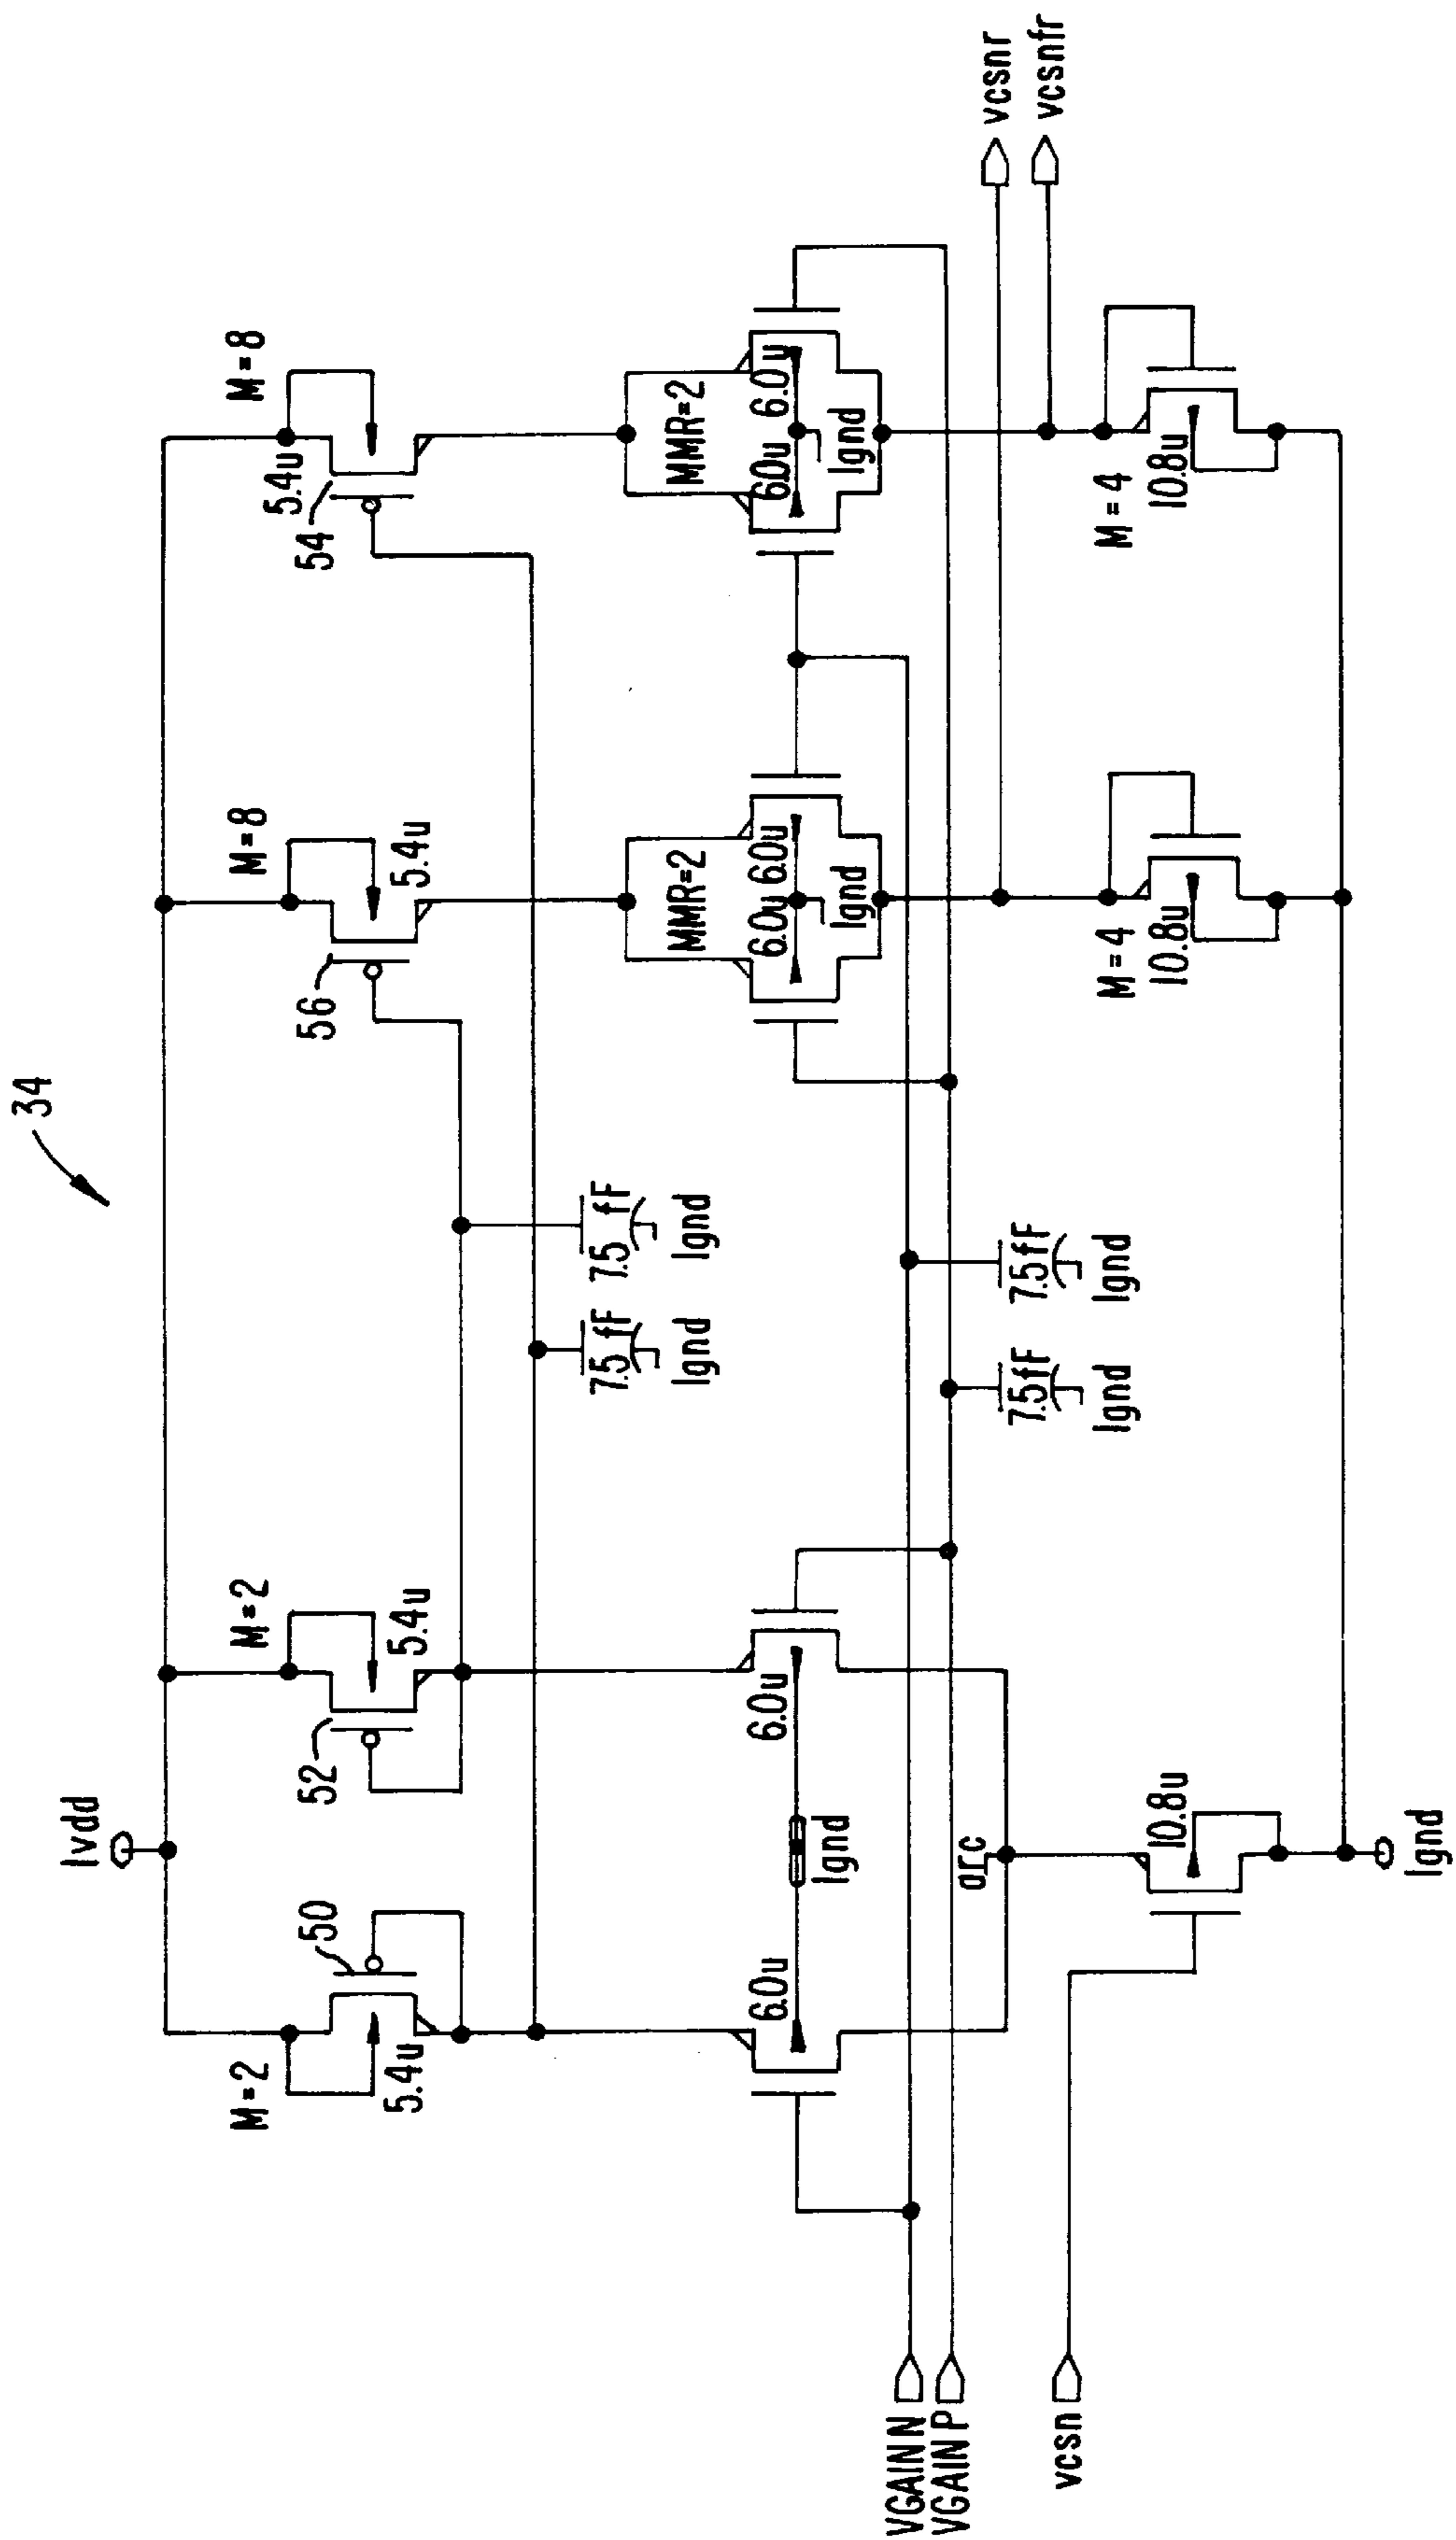 34
lvdd
M=2
50
5.4u
M=2
52
5.4u
M=8
56
5.4u
M=8
54
5.4u
7.5 fF
lgnd
7.5 fF
lgnd
6.0u
lgnd
6.0u
MMR=2
6.0u
6.0u
lgnd
MMR=2
6.0u
6.0u
lgnd
VGAIN N
VGAIN P
7.5fF
lgnd
7.5fF
lgnd
arc
vcsnr
vcsnfr
vcsn
10.8u
M=4
10.8u
M=4
10.8u
lgnd